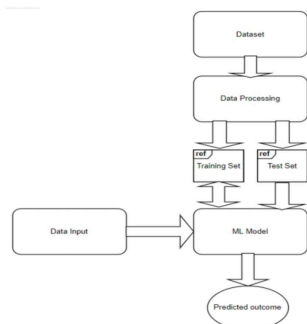 Dataset
Data Processing
ref
ref
Training Set
Test Set
Data Input
ML Model
Predicted outcome